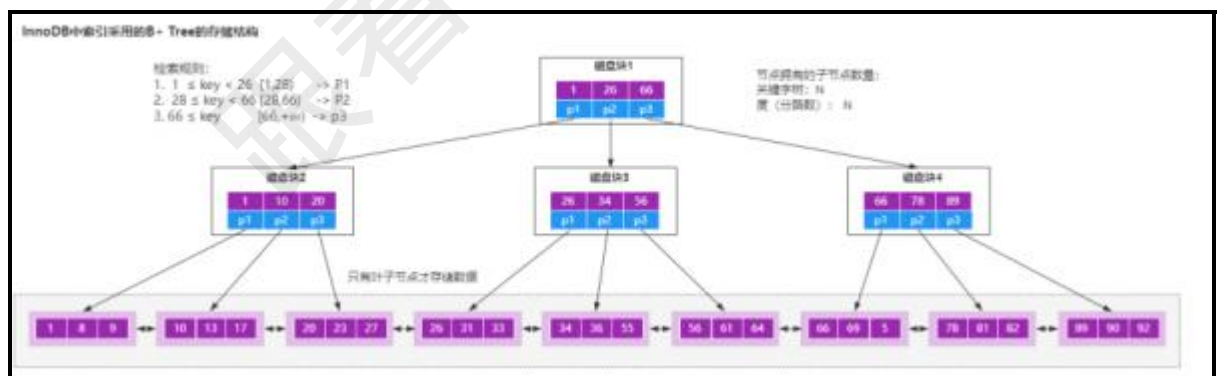 InnoDB中索引采用的B+ Tree的存储结构
检索规则:
1. 1 ≤ key < 26 [1,28) -> P1
2. 28 ≤ key < 66 [28,66) -> P2
3. 66 ≤ key [66,+∞) -> p3
节点拥有的子节点数量:
关键字树: N
度(分路数): N
磁盘块1
1 26 66
p1 p2 p3
磁盘块2
1 10 20
p1 p2 p3
磁盘块3
26 34 56
p1 p2 p3
磁盘块4
66 78 89
p1 p2 p3
只有叶子节点才存储数据
1 8 9
10 13 17
20 23 27
26 31 33
34 36 55
56 61 64
66 69 5
78 81 82
89 90 92
跟着